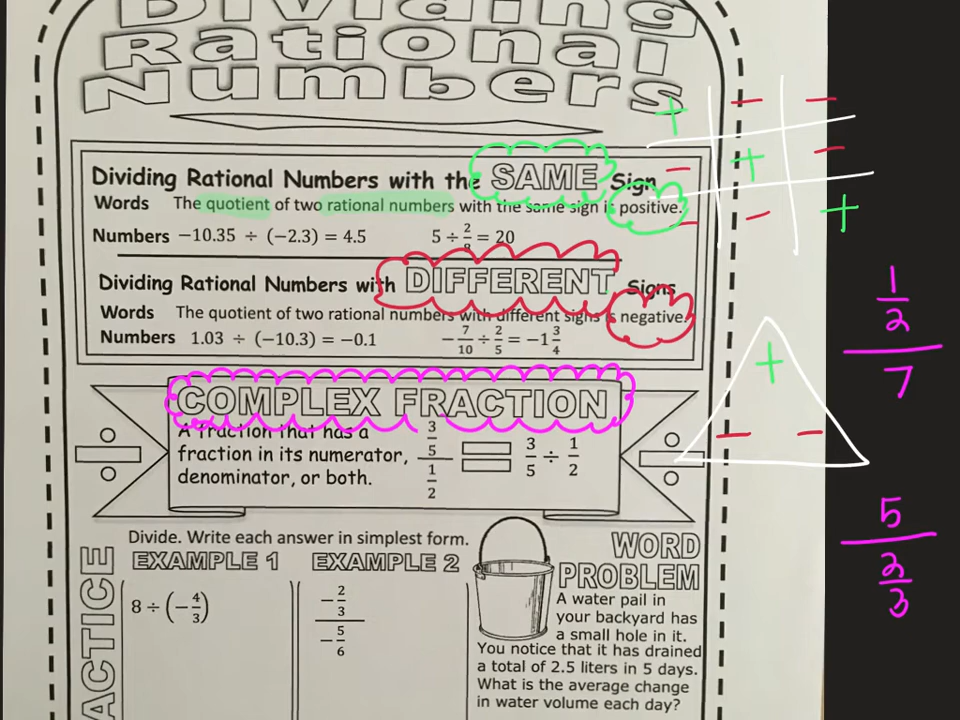 Dividing
Rational
Numbers
Dividing Rational Numbers with the SAME Sign
Words The quotient of two rational numbers with the same sign is positive.
Numbers −10.35 ÷ (−2.3) = 4.5 5 ÷ 2/8 = 20
Dividing Rational Numbers with DIFFERENT Signs
Words The quotient of two rational numbers with different signs is negative.
Numbers 1.03 ÷ (−10.3) = −0.1 −7/10 ÷ 2/5 = −1 3/4
COMPLEX FRACTION
A fraction that has a
fraction in its numerator,
denominator, or both.
3/5 / 1/2 = 3/5 ÷ 1/2
÷
÷
PRACTICE
Divide. Write each answer in simplest form.
EXAMPLE 1
8 ÷ (−4/3)
EXAMPLE 2
−2/3 / −5/6
WORD
PROBLEM
A water pail in
your backyard has
a small hole in it.
You notice that it has drained
a total of 2.5 liters in 5 days.
What is the average change
in water volume each day?
+ − −
− + −
− − +
+
− −
1/2 / 7
5 / 2/3